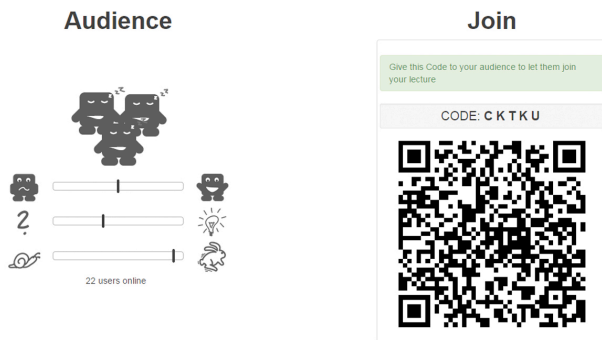 Audience
22 users online
Join
Give this Code to your audience to let them join
your lecture
CODE: C K T K U